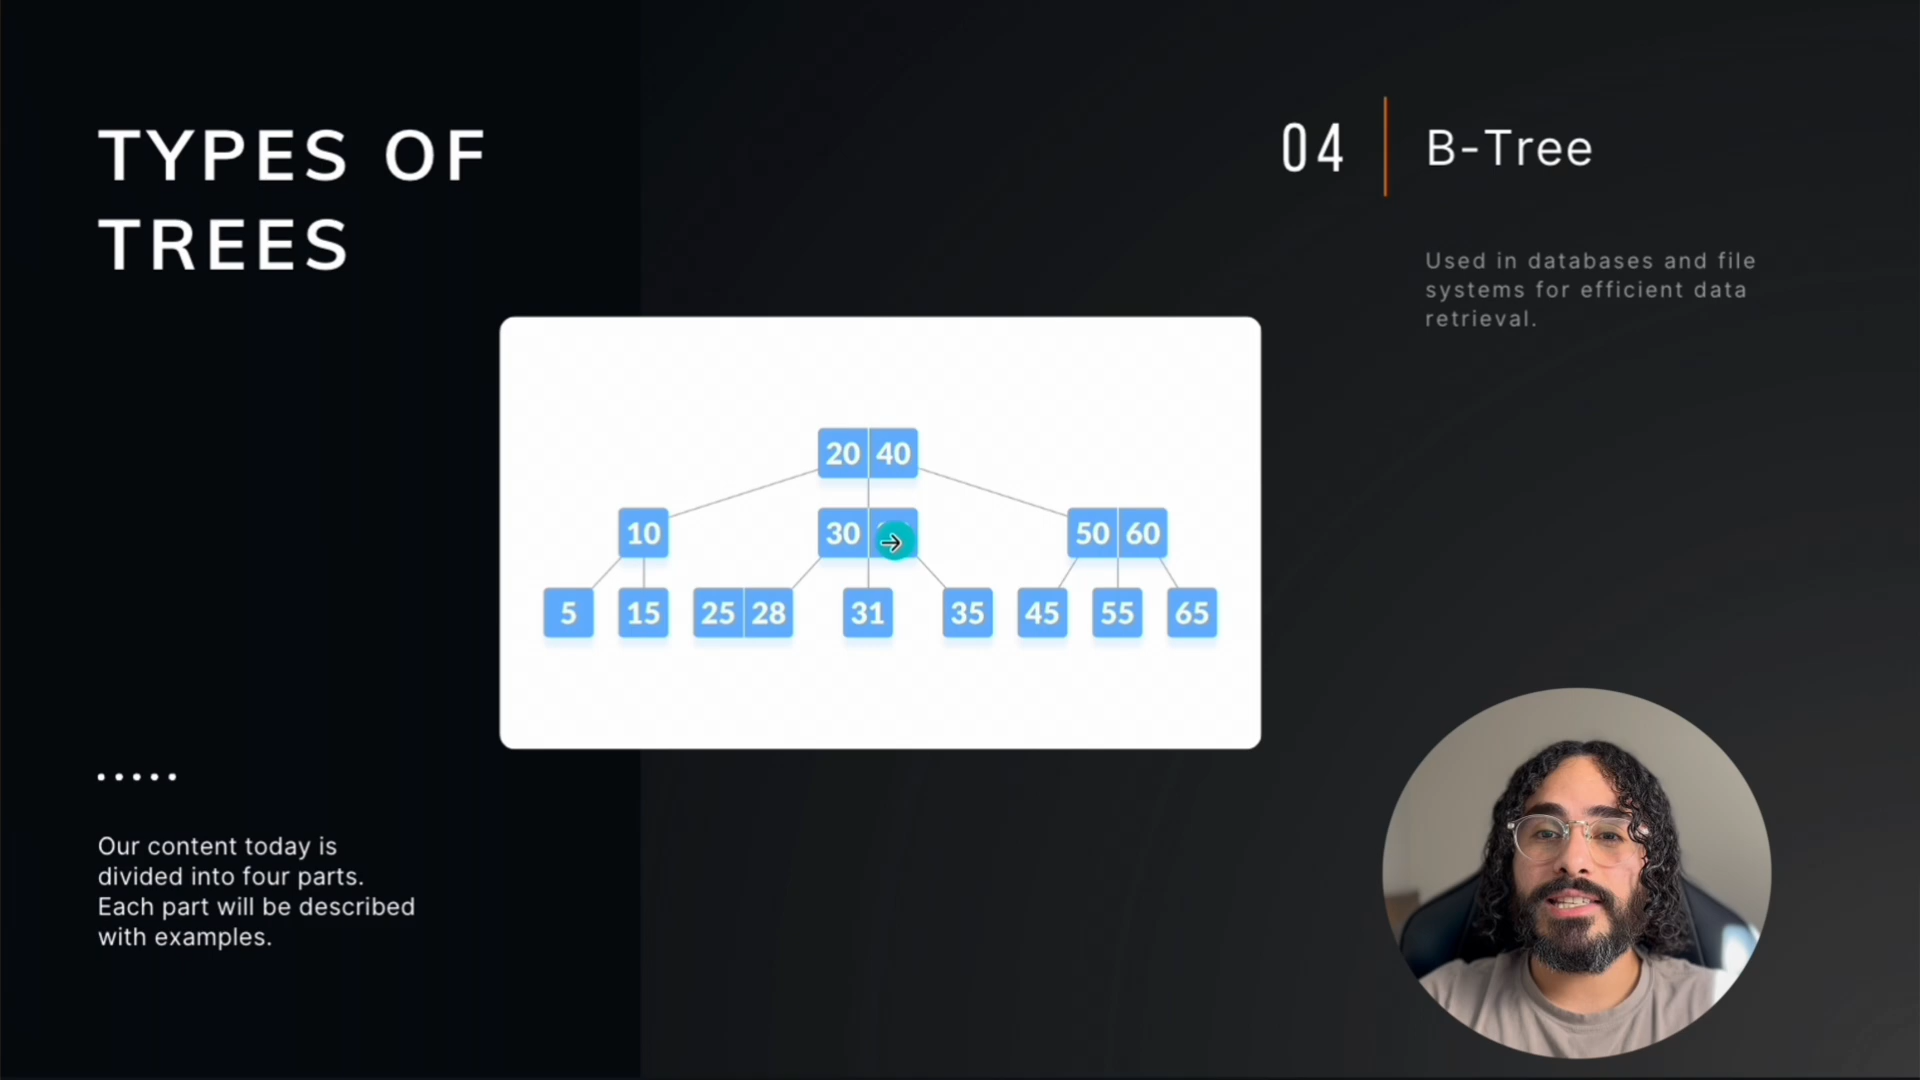 TYPES OF
TREES
04
B-Tree
Used in databases and file
systems for efficient data
retrieval.
20 40
10
30
50 60
5
15
25 28
31
35
45
55
65
Our content today is
divided into four parts.
Each part will be described
with examples.